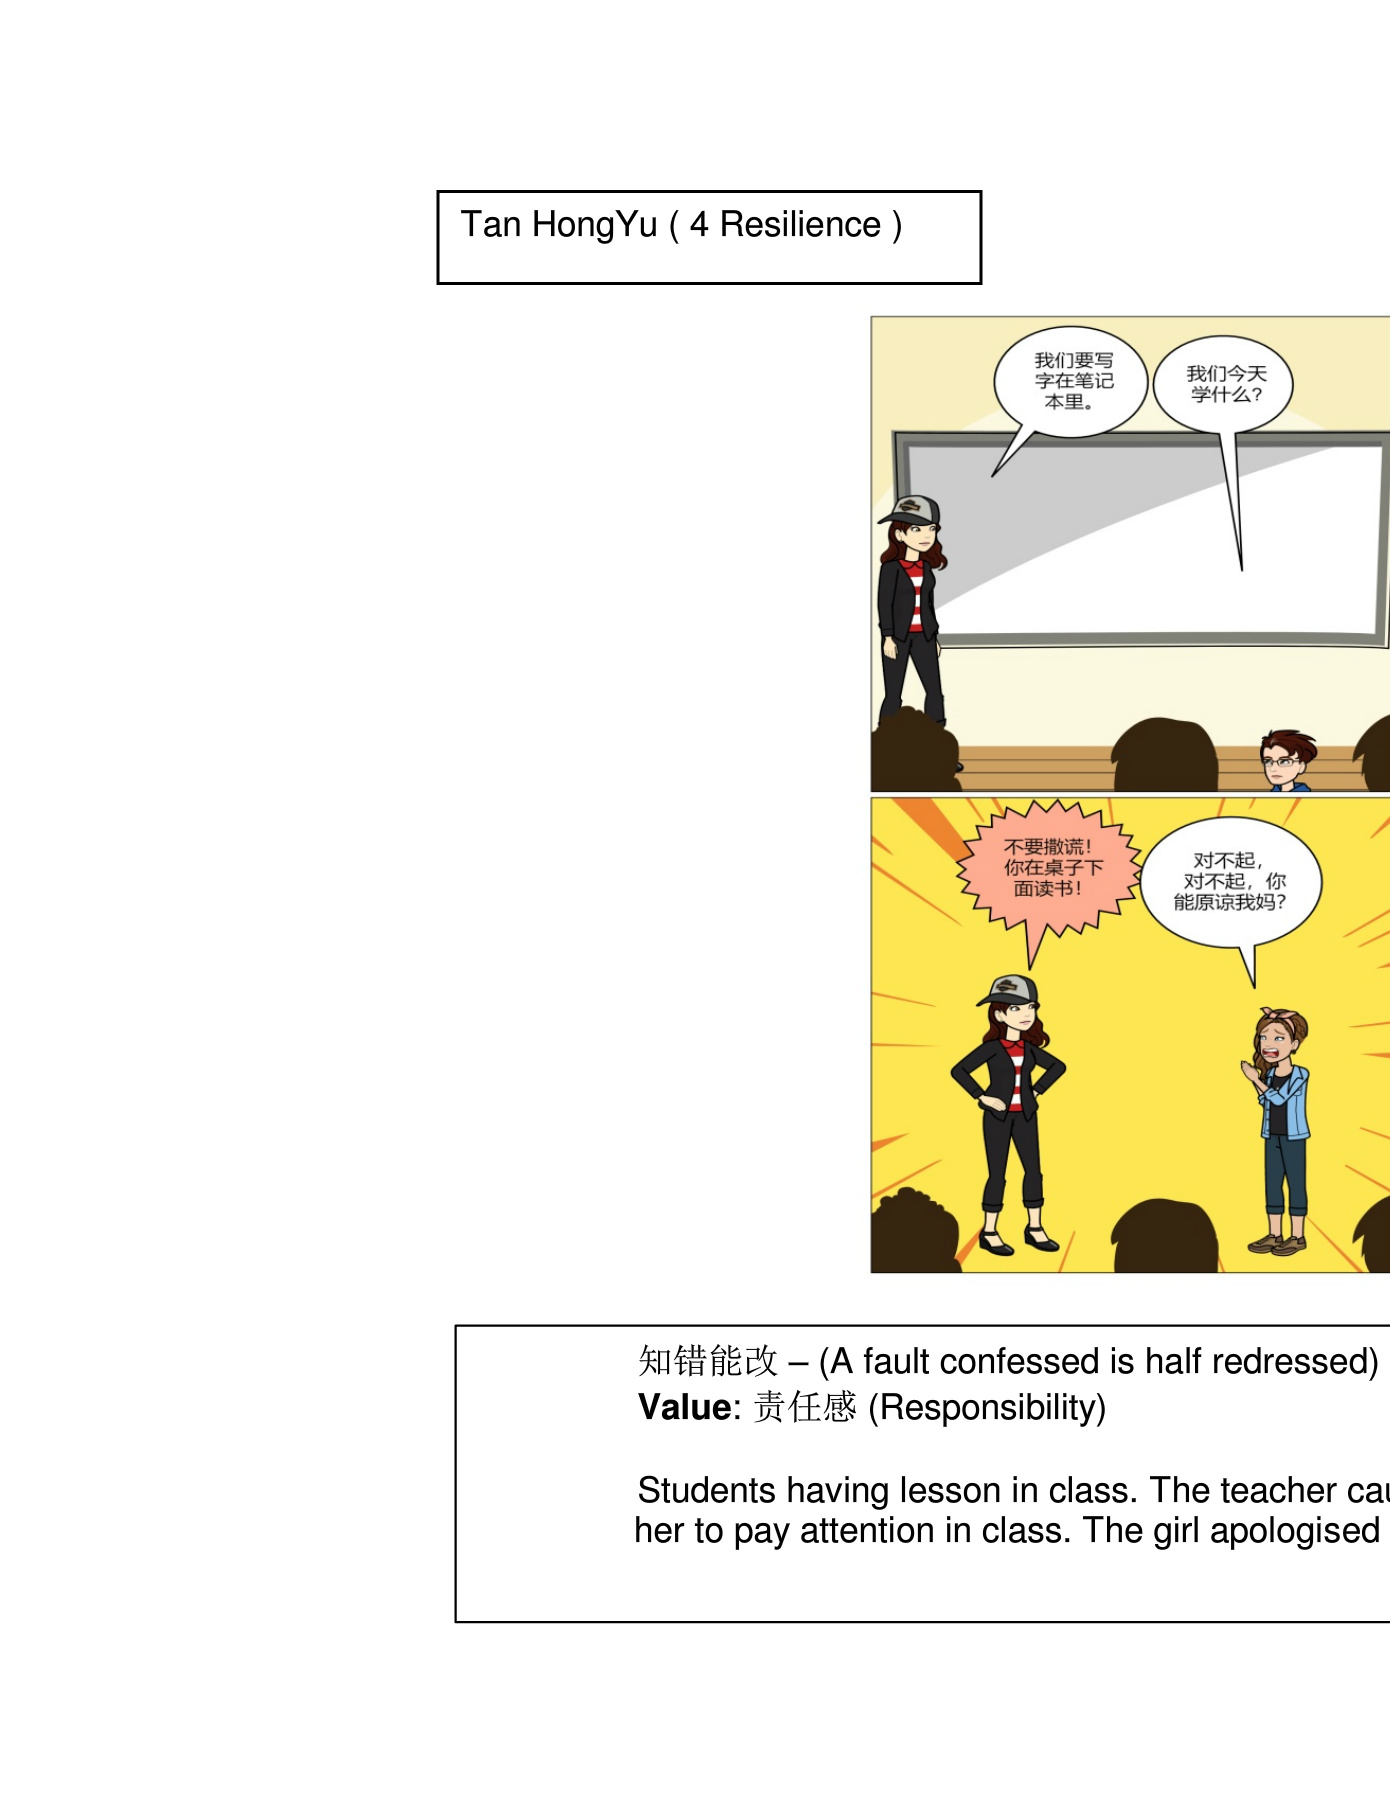 Tan HongYu ( 4 Resilience )
我们要写
字在笔记
本里。
我们今天
学什么?
不要撒谎!
你在桌子下
面读书!
对不起,
对不起, 你
能原谅我妈?
知错能改 – (A fault confessed is half redressed)
Value: 责任感 (Responsibility)
Students having lesson in class. The teacher
her to pay attention in class. The girl apologised